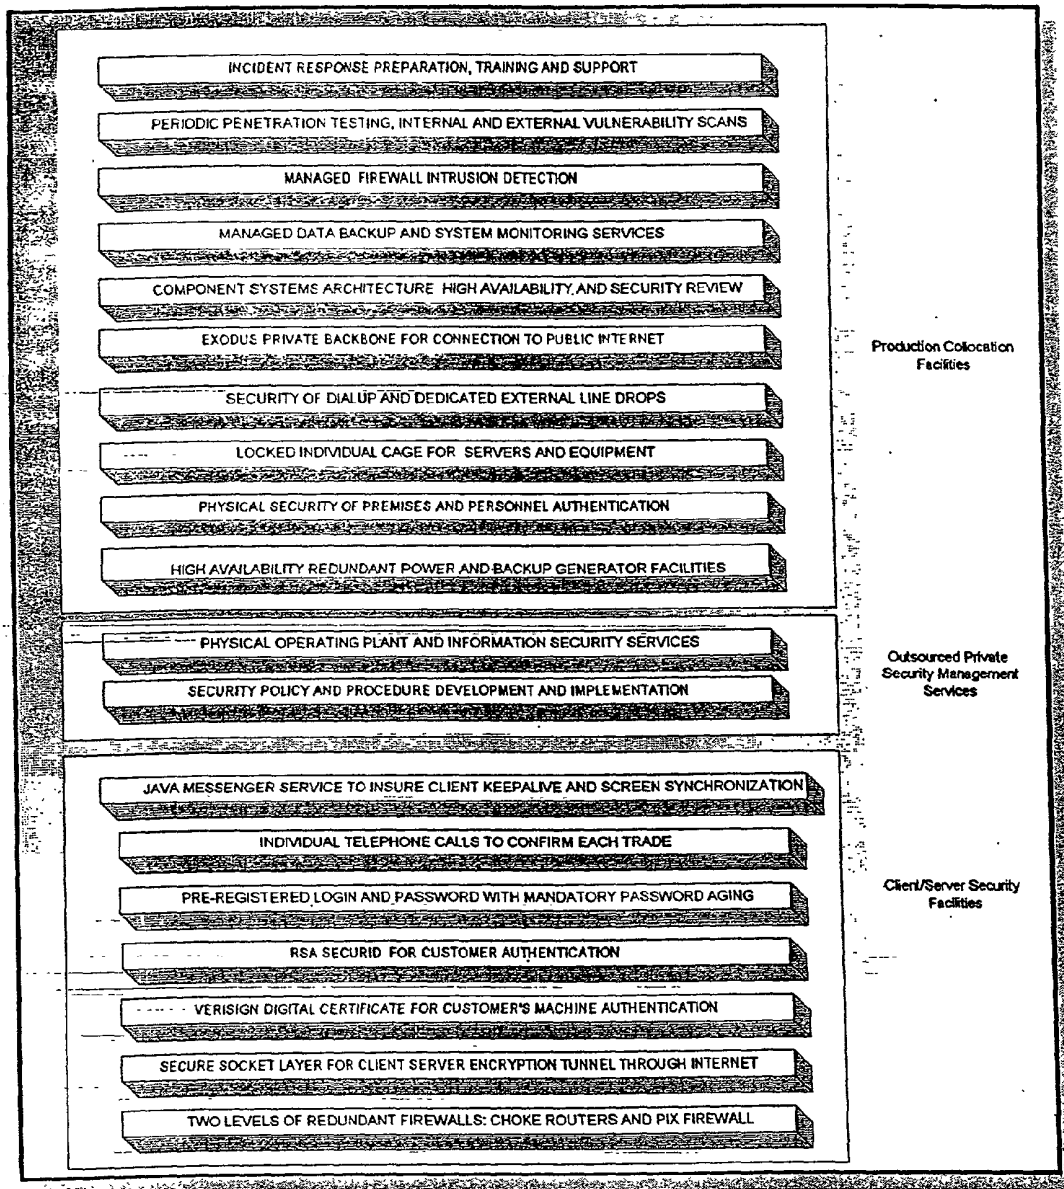 INCIDENT RESPONSE PREPARATION, TRAINING AND SUPPORT
PERIODIC PENETRATION TESTING, INTERNAL AND EXTERNAL VULNERABILITY SCANS
MANAGED FIREWALL INTRUSION DETECTION
MANAGED DATA BACKUP AND SYSTEM MONITORING SERVICES
COMPONENT SYSTEMS ARCHITECTURE HIGH AVAILABILITY, AND SECURITY REVIEW
EXODUS PRIVATE BACKBONE FOR CONNECTION TO PUBLIC INTERNET
SECURITY OF DIALUP AND DEDICATED EXTERNAL LINE DROPS
LOCKED INDIVIDUAL CAGE FOR SERVERS AND EQUIPMENT
PHYSICAL SECURITY OF PREMISES AND PERSONNEL AUTHENTICATION
HIGH AVAILABILITY REDUNDANT POWER AND BACKUP GENERATOR FACILITIES
Production Collocation
Facilities
PHYSICAL OPERATING PLANT AND INFORMATION SECURITY SERVICES
SECURITY POLICY AND PROCEDURE DEVELOPMENT AND IMPLEMENTATION
Outsourced Private
Security Management
Services
JAVA MESSENGER SERVICE TO INSURE CLIENT KEEPALIVE AND SCREEN SYNCHRONIZATION
INDIVIDUAL TELEPHONE CALLS TO CONFIRM EACH TRADE
PRE-REGISTERED LOGIN AND PASSWORD WITH MANDATORY PASSWORD AGING
RSA SECURID FOR CUSTOMER AUTHENTICATION
VERISIGN DIGITAL CERTIFICATE FOR CUSTOMER'S MACHINE AUTHENTICATION
SECURE SOCKET LAYER FOR CLIENT SERVER ENCRYPTION TUNNEL THROUGH INTERNET
TWO LEVELS OF REDUNDANT FIREWALLS: CHOKE ROUTERS AND PIX FIREWALL
Client/Server Security
Facilities